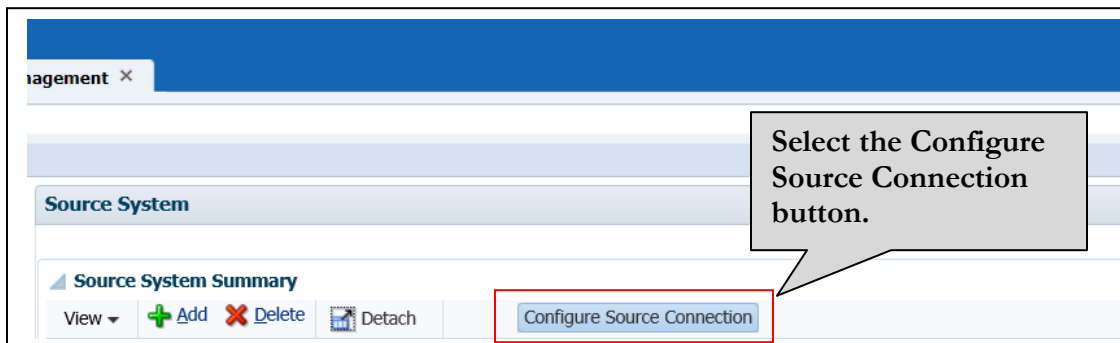 nagement ×
Select the Configure
Source Connection
button.
Source System
Source System Summary
View Add Delete Detach Configure Source Connection